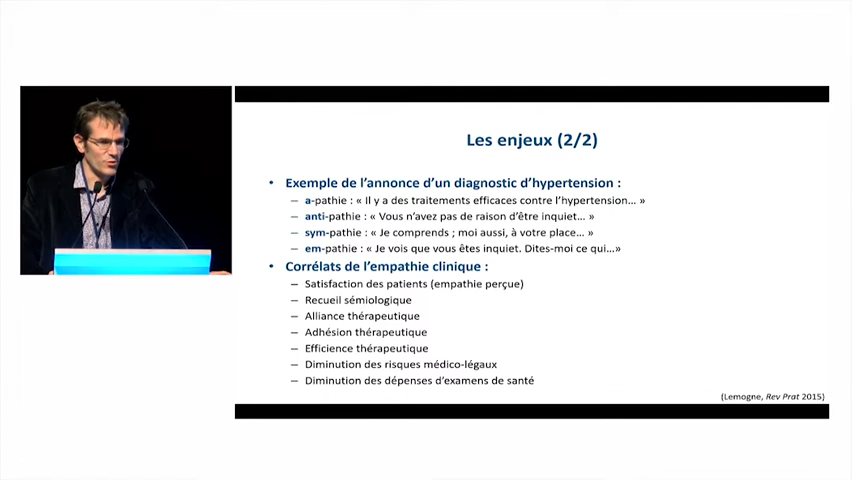 Les enjeux (2/2)
• Exemple de l'annonce d'un diagnostic d'hypertension :
– a-pathie : « Il y a des traitements efficaces contre l'hypertension… »
– anti-pathie : « Vous n'avez pas de raison d'être inquiet… »
– sym-pathie : « Je comprends ; moi aussi, à votre place… »
– em-pathie : « Je vois que vous êtes inquiet. Dites-moi ce qui…»
• Corrélats de l'empathie clinique :
– Satisfaction des patients (empathie perçue)
– Recueil sémiologique
– Alliance thérapeutique
– Adhésion thérapeutique
– Efficience thérapeutique
– Diminution des risques médico-légaux
– Diminution des dépenses d'examens de santé
(Lemogne, Rev Prat 2015)